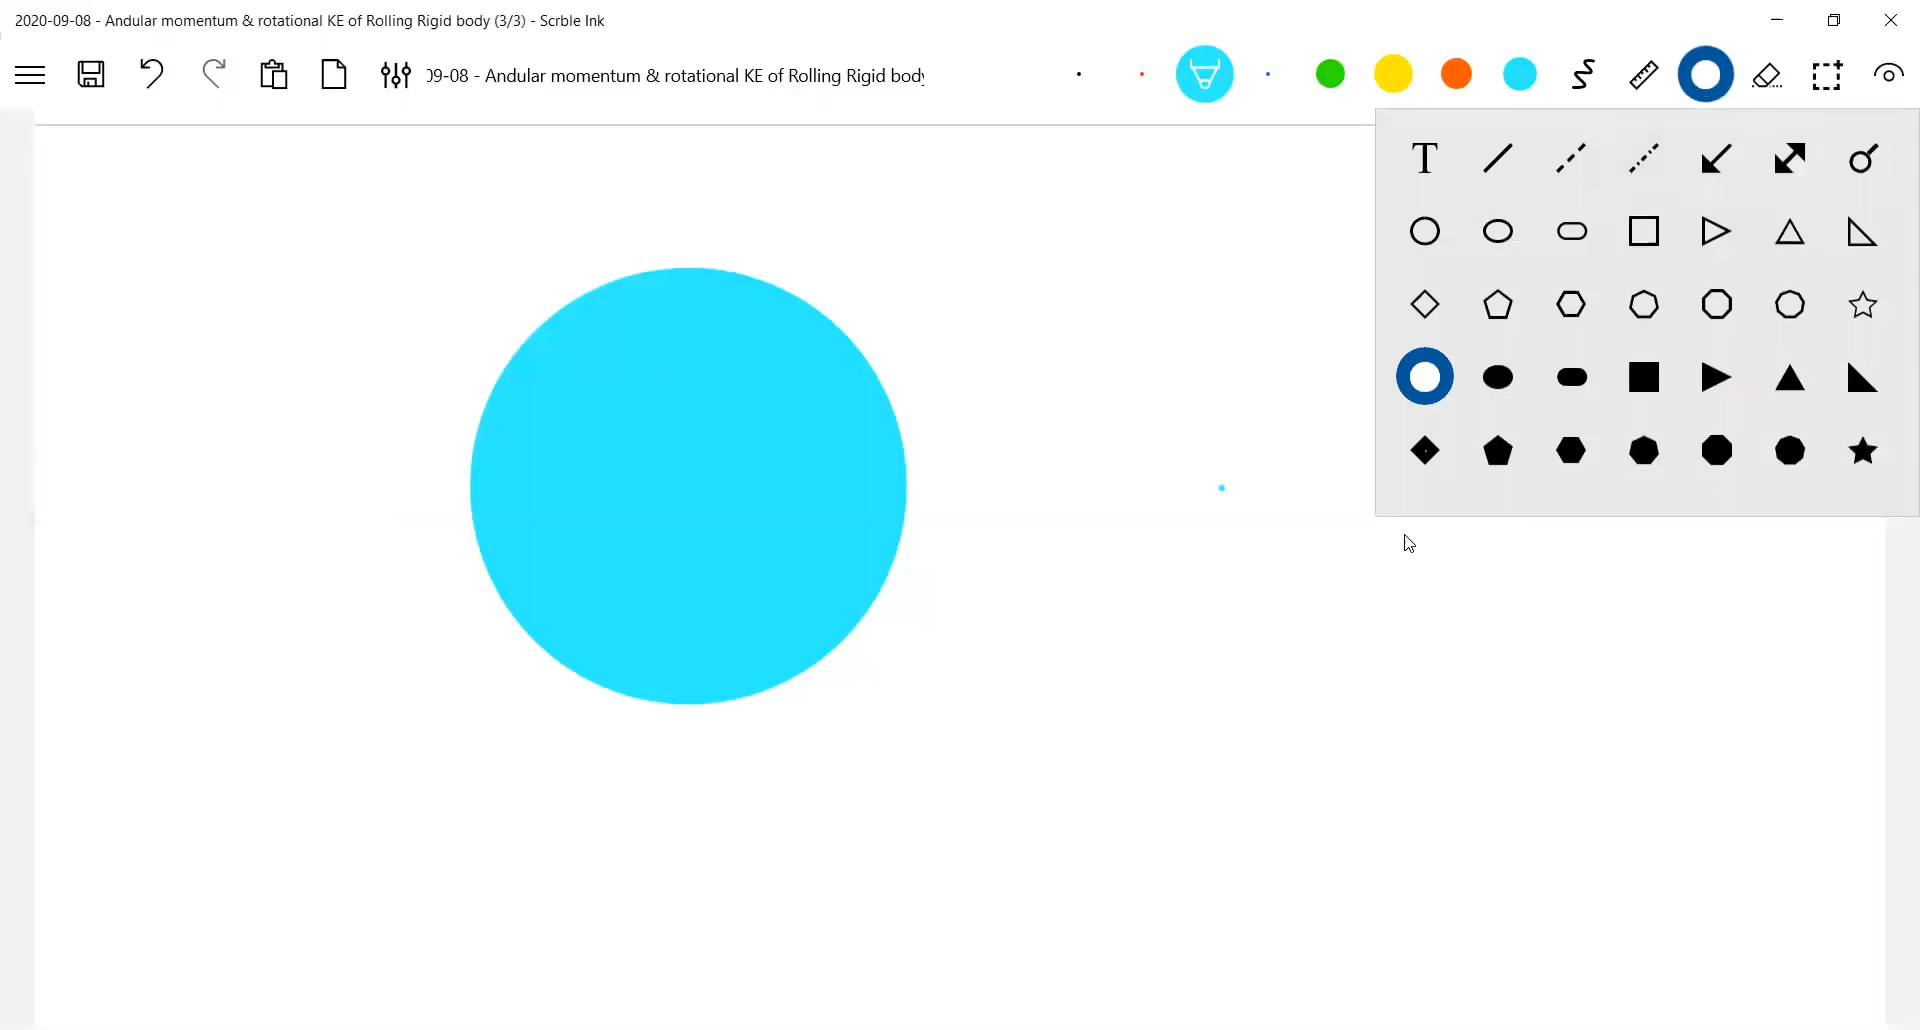 2020-09-08 - Andular momentum & rotational KE of Rolling Rigid body (3/3) - Scrble Ink
09-08 - Andular momentum & rotational KE of Rolling Rigid body
T